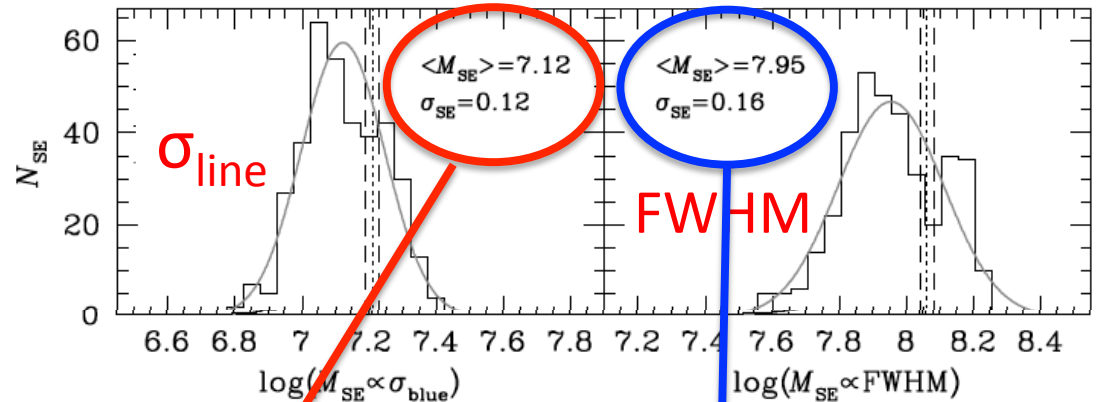 60
40
20
0
N_SE
σ_line
<M_SE>=7.12
σ_SE=0.12
<M_SE>=7.95
σ_SE=0.16
FWHM
6.6 6.8 7 7.2 7.4 7.6 7.8 7.2 7.4 7.6 7.8 8 8.2 8.4
log(M_SE∝σ_blue) log(M_SE∝FWHM)